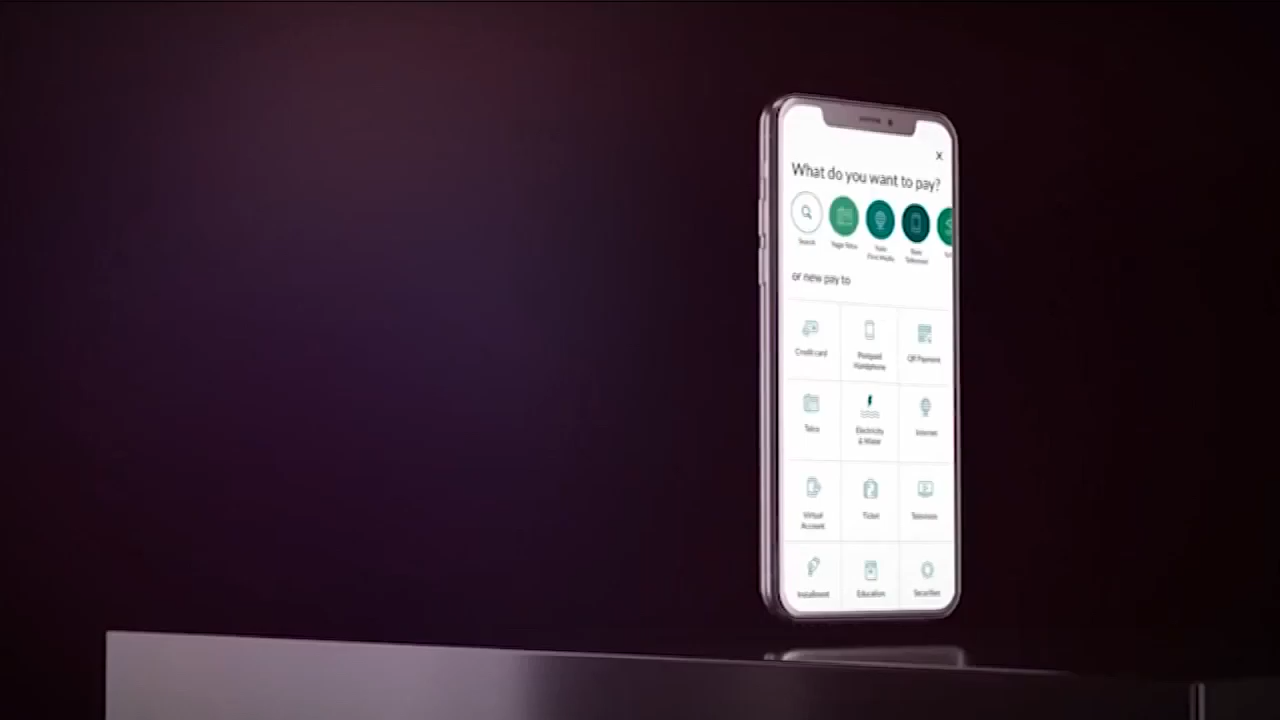 x
What do you want to pay?
Search
or new pay to
Credit card
Postpaid
Handphone
QR Payment
Telco
Electricity
& Water
Internet
Virtual
Account
Ticket
Television
Installment
Education
Securities